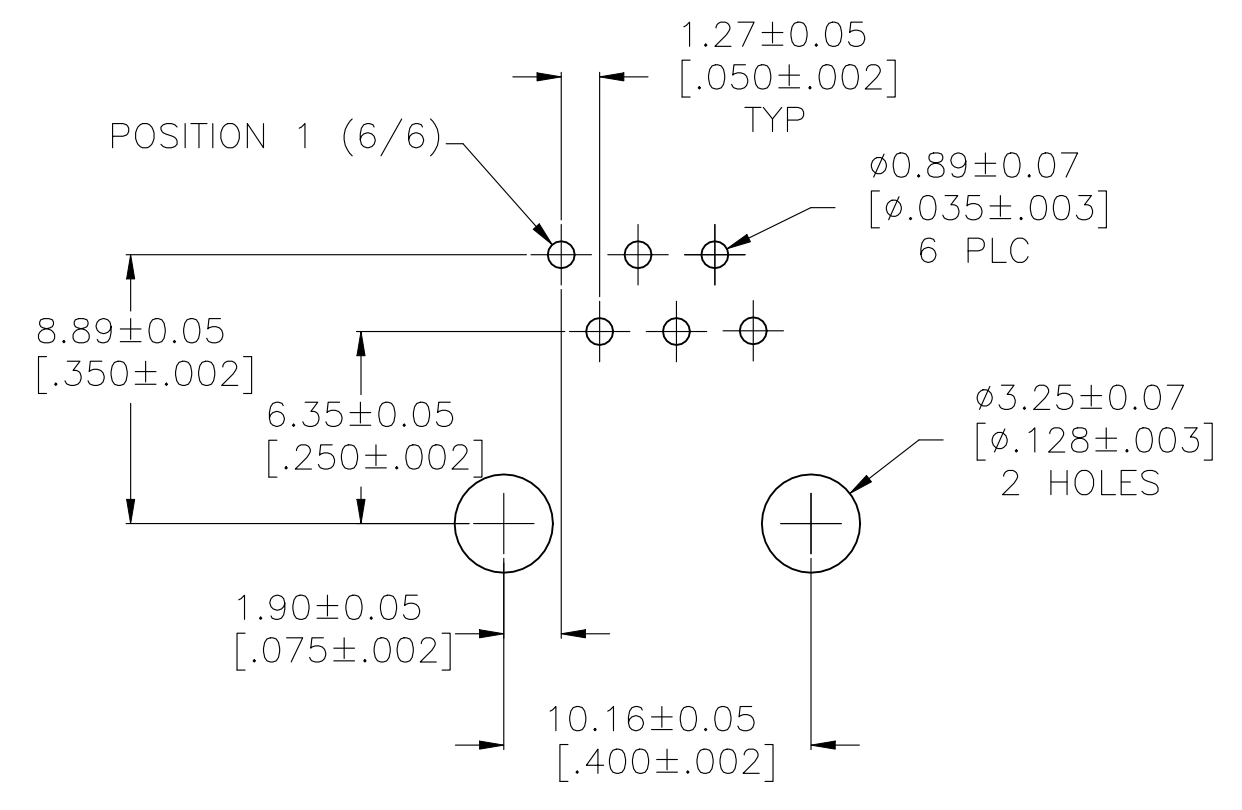 1.27±0.05
[.050±.002]
TYP
POSITION 1 (6/6)
ø0.89±0.07
[ø.035±.003]
6 PLC
8.89±0.05
[.350±.002]
6.35±0.05
[.250±.002]
ø3.25±0.07
[ø.128±.003]
2 HOLES
1.90±0.05
[.075±.002]
10.16±0.05
[.400±.002]